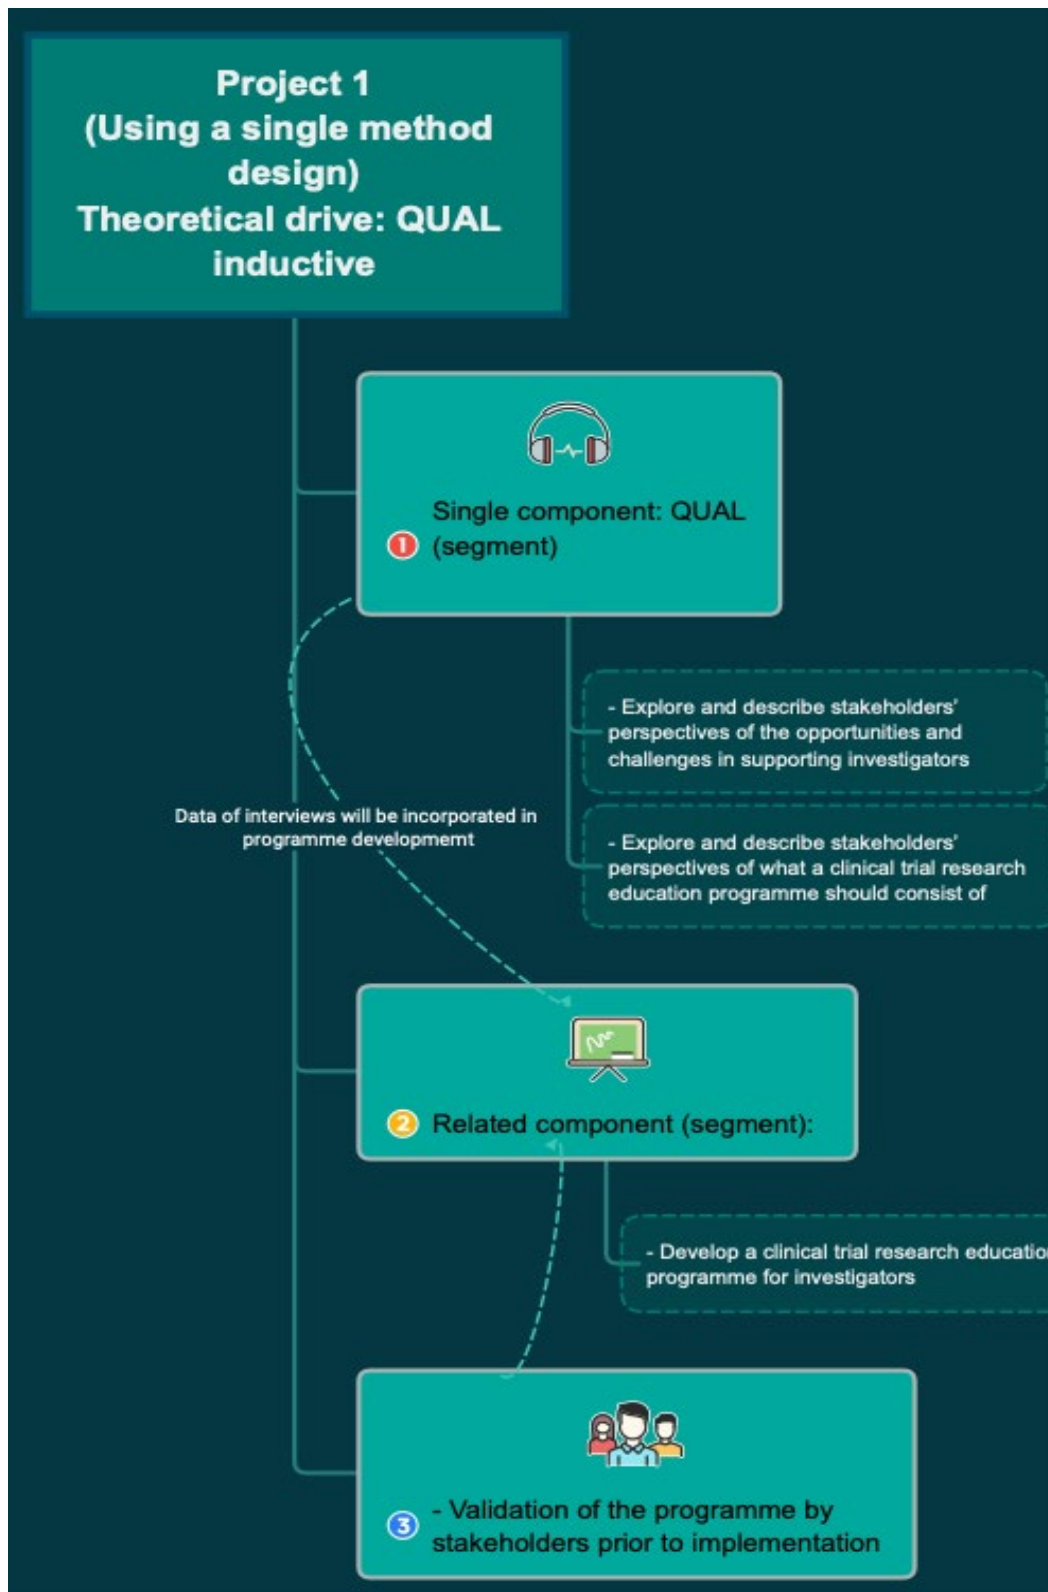 Project 1
(Using a single method
design)
Theoretical drive: QUAL
inductive
Single component: QUAL
1 (segment)
- Explore and describe stakeholders'
perspectives of the opportunities and
challenges in supporting investigators
Data of interviews will be incorporated in
programme developmemt
- Explore and describe stakeholders'
perspectives of what a clinical trial research
education programme should consist of
2 Related component (segment):
- Develop a clinical trial research educatio
programme for investigators
- Validation of the programme by
3 stakeholders prior to implementation